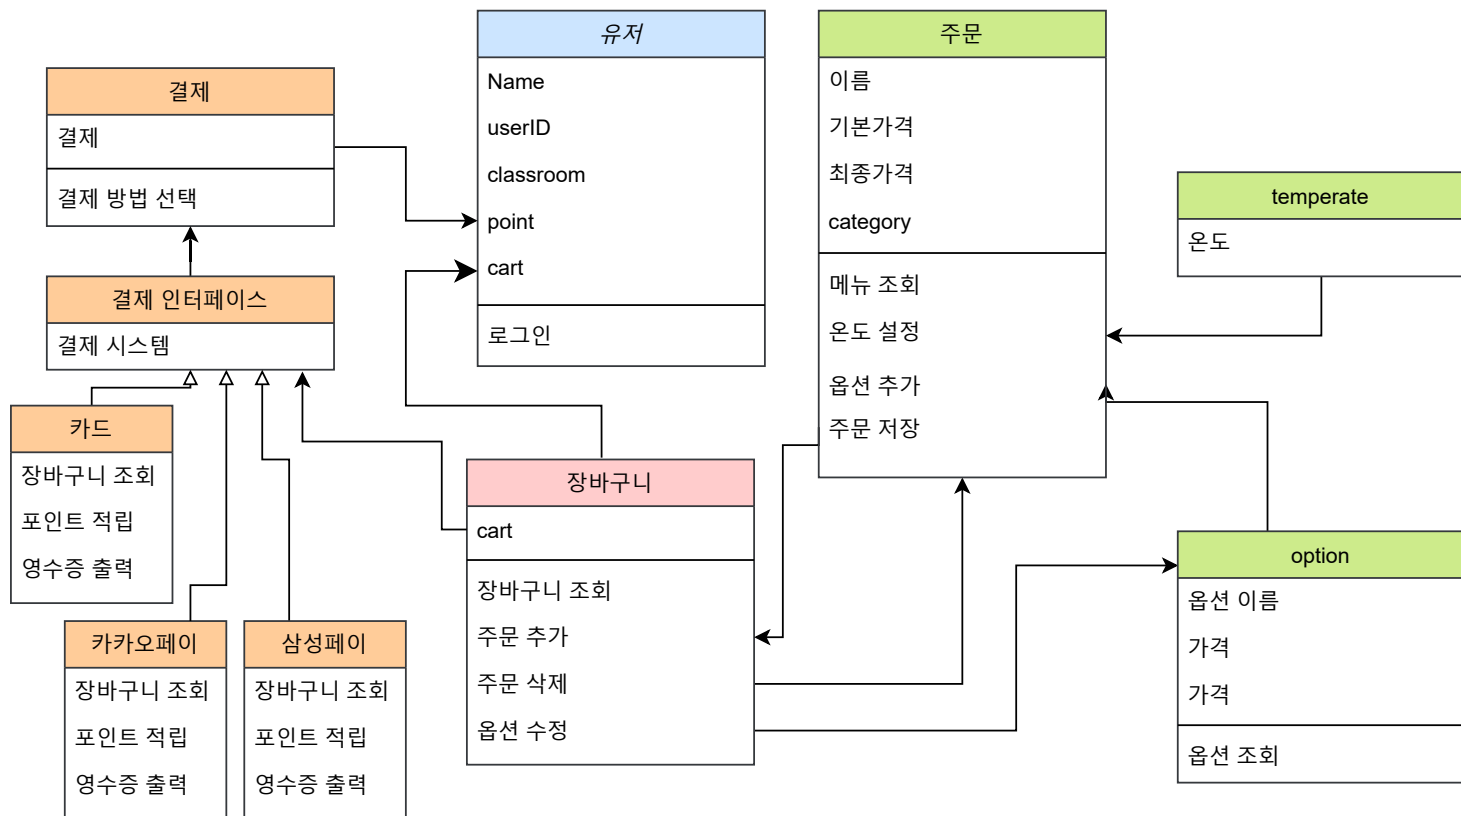 유저
Name
userID
classroom
point
cart
로그인
주문
이름
기본가격
최종가격
category
메뉴 조회
온도 설정
옵션 추가
주문 저장
결제
결제
결제 방법 선택
결제 인터페이스
결제 시스템
temperate
온도
카드
장바구니 조회
포인트 적립
영수증 출력
카카오페이
장바구니 조회
포인트 적립
영수증 출력
삼성페이
장바구니 조회
포인트 적립
영수증 출력
장바구니
cart
장바구니 조회
주문 추가
주문 삭제
옵션 수정
option
옵션 이름
가격
가격
옵션 조회